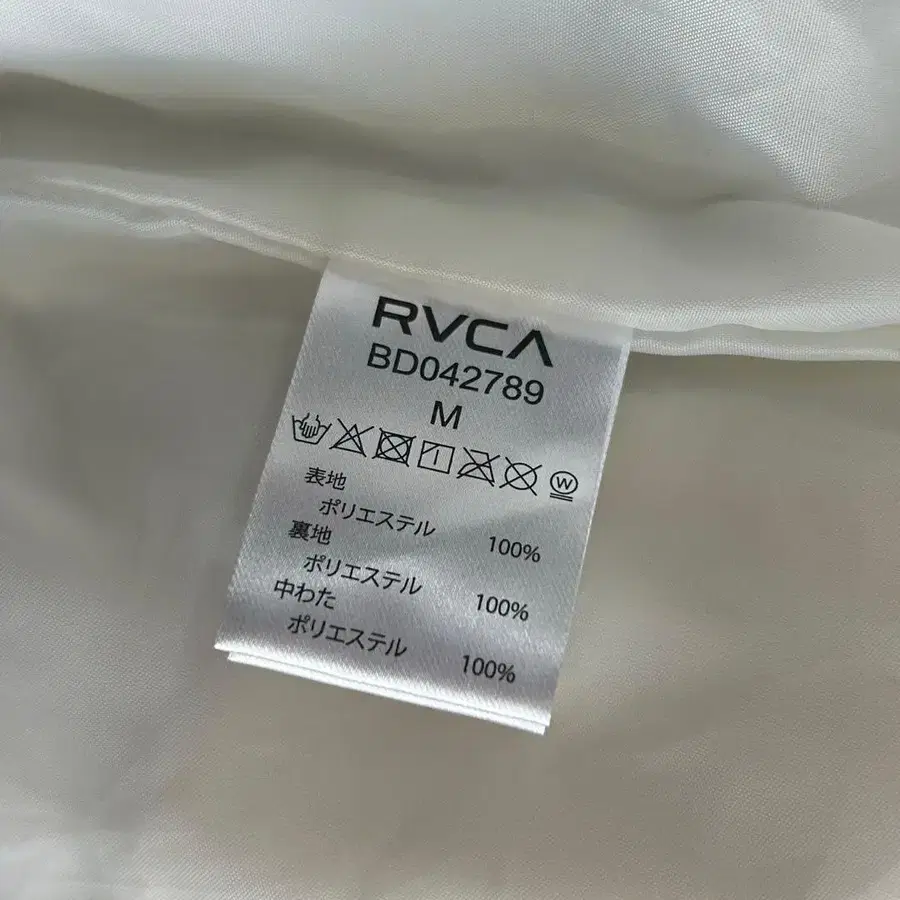 RVCA
BD042789
M
W
表地
ポリエステル 100%
裏地
ポリエステル 100%
中わた
ポリエステル 100%